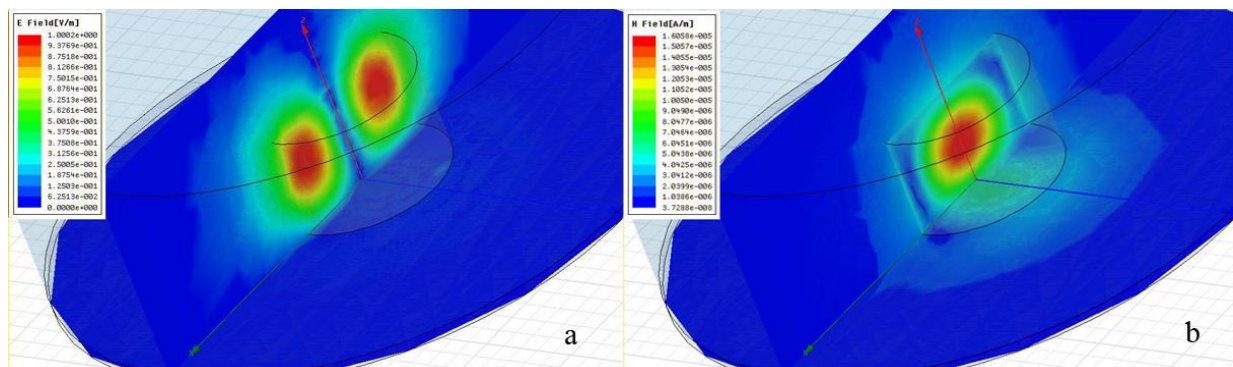 E Field[V/m]
1.0002e+000
9.3769e-001
8.7518e-001
8.1266e-001
7.5015e-001
6.8764e-001
6.2513e-001
5.6261e-001
5.0010e-001
4.3759e-001
3.7508e-001
3.1256e-001
2.5005e-001
1.8754e-001
1.2503e-001
6.2513e-002
0.0000e+000
Z
a
H Field[A/m]
1.6058e-005
1.5057e-005
1.4055e-005
1.3054e-005
1.2053e-005
1.1052e-005
1.0050e-005
9.0490e-006
8.0477e-006
7.0464e-006
6.0451e-006
5.0438e-006
4.0425e-006
3.0412e-006
2.0399e-006
1.0386e-006
3.7288e-008
Z
b